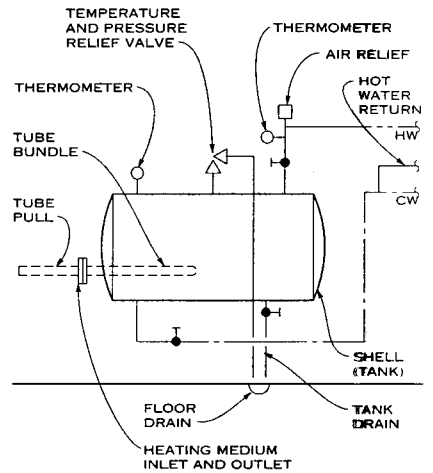 TEMPERATURE
AND PRESSURE
RELIEF VALVE
THERMOMETER
AIR RELIEF
HOT
WATER
RETURN
THERMOMETER
HW
TUBE
BUNDLE
CW
TUBE
PULL
SHELL
(TANK)
FLOOR
DRAIN
TANK
DRAIN
HEATING MEDIUM
INLET AND OUTLET